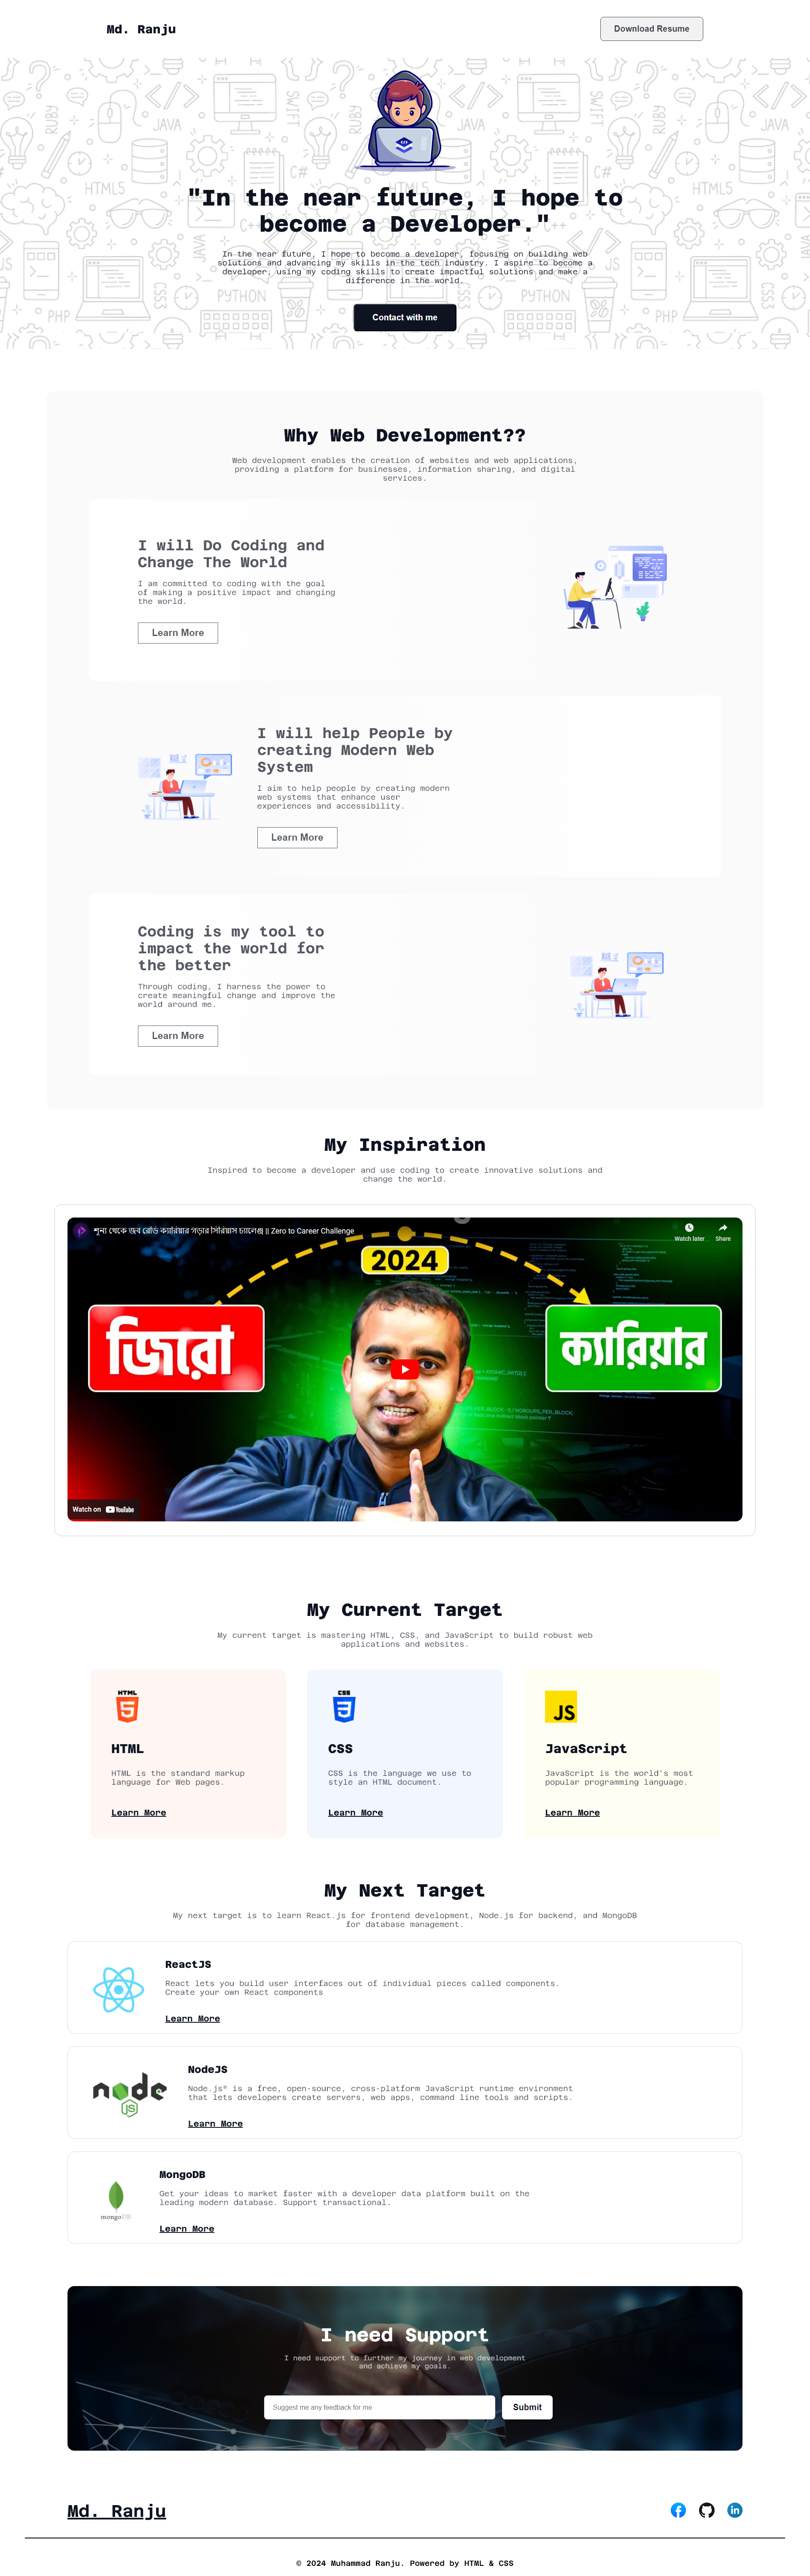 Md. Ranju
Download Resume
"In the near future, I hope to
become a Developer."
In the near future, I hope to become a developer, focusing on building web
solutions and advancing my skills in the tech industry. I aspire to become a
developer, using my coding skills to create impactful solutions and make a
difference in the world.
Contact with me
Why Web Development??
Web development enables the creation of websites and web applications,
providing a platform for businesses, information sharing, and digital
services.
I will Do Coding and
Change The World
I am committed to coding with the goal
of making a positive impact and changing
the world.
Learn More
I will help People by
creating Modern Web
System
I aim to help people by creating modern
web systems that enhance user
experiences and accessibility.
Learn More
Coding is my tool to
impact the world for
the better
Through coding, I harness the power to
create meaningful change and improve the
world around me.
Learn More
My Inspiration
Inspired to become a developer and use coding to create innovative solutions and
change the world.
শূন্য থেকে জব রেডি ক্যারিয়ার গড়ার সিরিয়াস চ্যালেঞ্জ || Zero to Career Challenge
Watch later
Share
2024
জিরো
ক্যারিয়ার
Watch on YouTube
My Current Target
My current target is mastering HTML, CSS, and JavaScript to build robust web
applications and websites.
HTML
HTML
HTML is the standard markup
language for Web pages.
Learn More
CSS
CSS
CSS is the language we use to
style an HTML document.
Learn More
JS
JavaScript
JavaScript is the world's most
popular programming language.
Learn More
My Next Target
My next target is to learn React.js for frontend development, Node.js for backend, and MongoDB
for database management.
ReactJS
React lets you build user interfaces out of individual pieces called components.
Create your own React components
Learn More
node
JS
NodeJS
Node.js® is a free, open-source, cross-platform JavaScript runtime environment
that lets developers create servers, web apps, command line tools and scripts.
Learn More
mongoDB
MongoDB
Get your ideas to market faster with a developer data platform built on the
leading modern database. Support transactional.
Learn More
I need Support
I need support to further my journey in web development
and achieve my goals.
Suggest me any feedback for me
Submit
Md. Ranju
© 2024 Muhammad Ranju. Powered by HTML & CSS